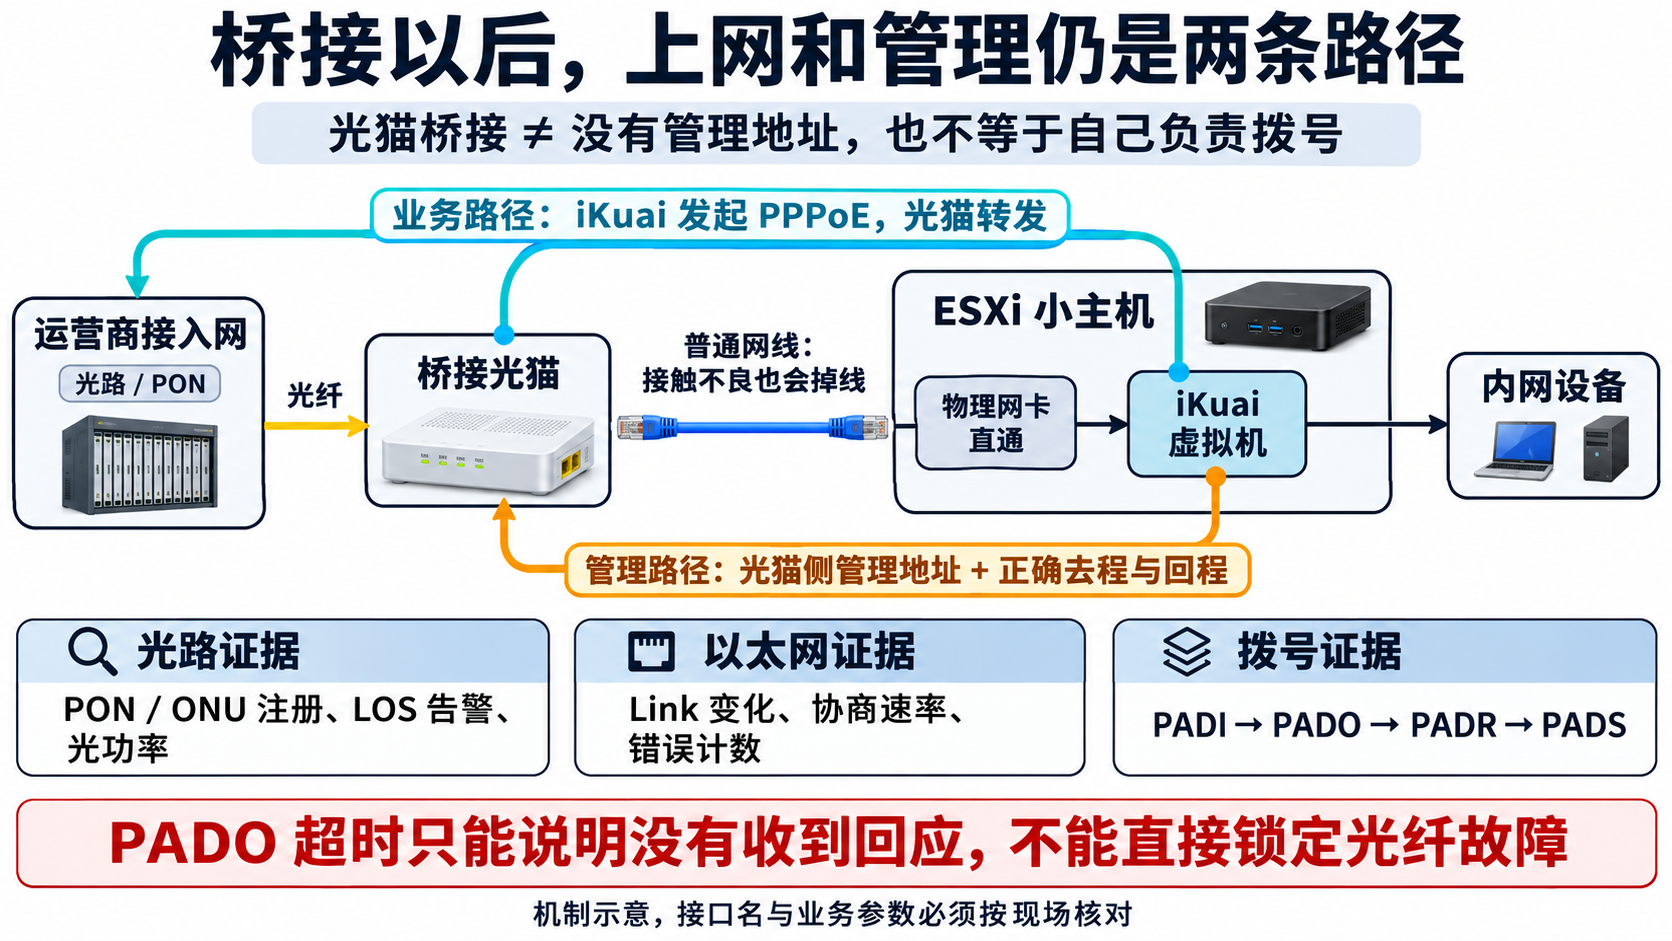 桥接以后，上网和管理仍是两条路径
光猫桥接 ≠ 没有管理地址，也不等于自己负责拨号
业务路径：iKuai 发起 PPPoE，光猫转发
运营商接入网
光路 / PON
光纤
桥接光猫
普通网线：
接触不良也会掉线
ESXi 小主机
物理网卡
直通
iKuai
虚拟机
内网设备
管理路径：光猫侧管理地址 + 正确去程与回程
光路证据
PON / ONU 注册、LOS 告警、
光功率
以太网证据
Link 变化、协商速率、
错误计数
拨号证据
PADI → PADO → PADR → PADS
PADO 超时只能说明没有收到回应，不能直接锁定光纤故障
机制示意，接口名与业务参数必须按现场核对